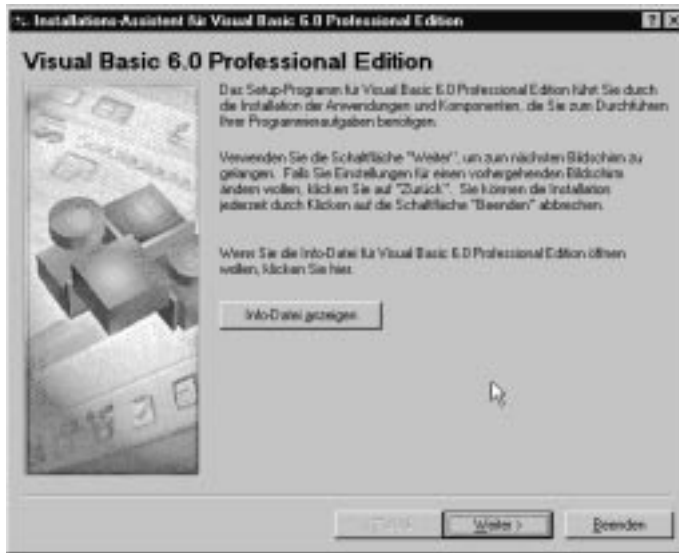 Installations-Assistent für Visual Basic 6.0 Professional Edition
Visual Basic 6.0 Professional Edition
Das Setup-Programm für Visual Basic 6.0 Professional Edition führt Sie durch
die Installation der Anwendungen und Komponenten, die Sie zum Durchführen
Ihrer Programmieraufgaben benötigen.
Verwenden Sie die Schaltfläche "Weiter", um zum nächsten Bildschirm zu
gelangen. Falls Sie Einstellungen für einen vorhergehenden Bildschirm
ändern wollen, klicken Sie auf "Zurück". Sie können die Installation
jederzeit durch Klicken auf die Schaltfläche "Beenden" abbrechen.
Wenn Sie die Info-Datei für Visual Basic 6.0 Professional Edition öffnen
wollen, klicken Sie hier.
Info-Datei anzeigen
Weiter >
Beenden